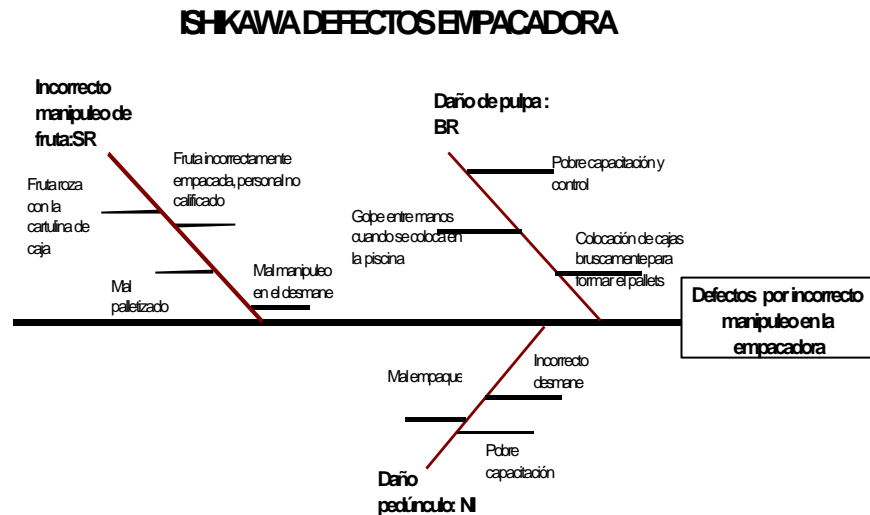 ISHIKAWA DEFECTOS EMPACADORA
Incorrecto
manipuleo de
fruta:SR
Fruta incorrectamente
empacada, personal no
calificado
Fruta roza
con la
cartulina de
caja
Mal
palletizado
Mal manipuleo
en el desmane
Daño de pulpa :
BR
Pobre capacitación y
control
Golpe entre manos
cuando se coloca en
la piscina
Colocación de cajas
bruscamente para
formar el pallets
Defectos por incorrecto
manipuleo en la
empacadora
Mal empaque
Incorrecto
desmane
Pobre
capacitación
Daño
pedúnculo: NI